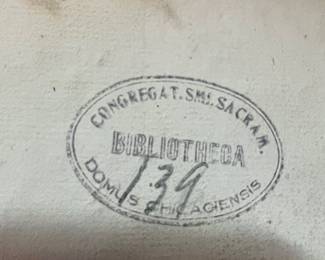 CONGREGAT. SMI. SACRAM.
BIBLIOTHECA
139
DOMUS CHICAGIENSIS